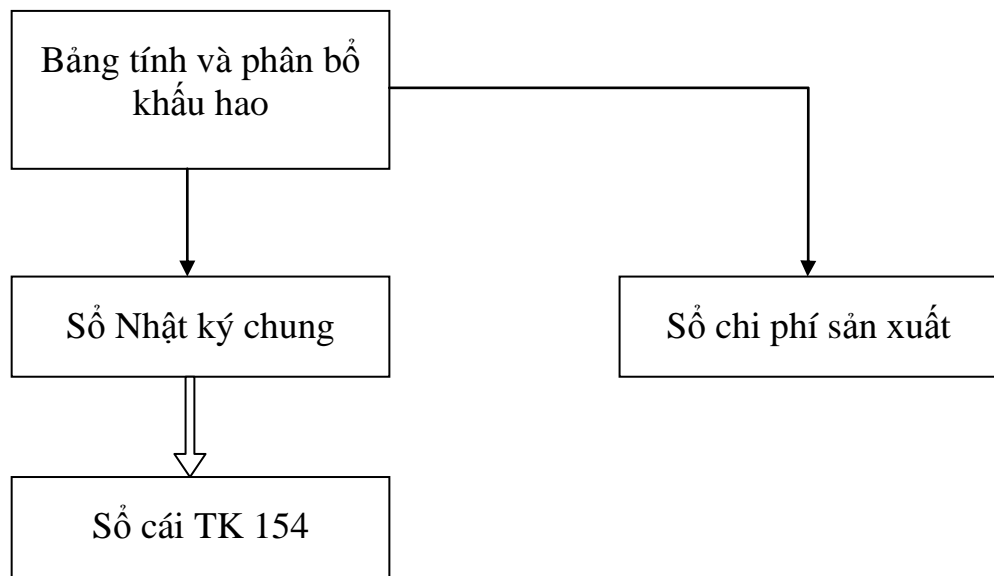 Bảng tính và phân bổ
khấu hao
Sổ Nhật ký chung
Sổ chi phí sản xuất
Sổ cái TK 154